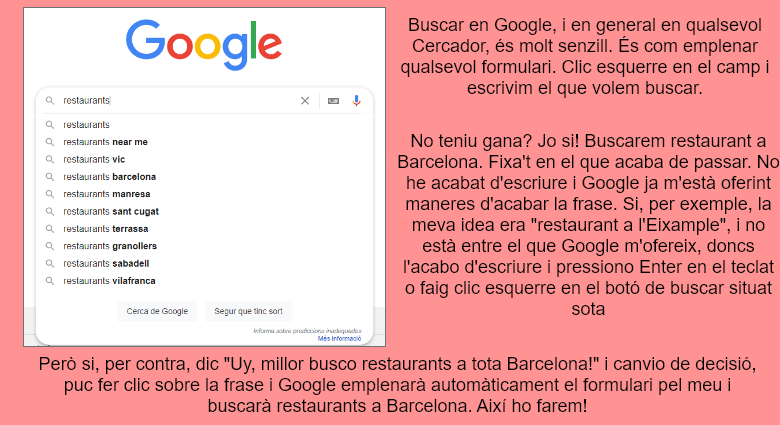 Google
restaurants
restaurants
restaurants near me
restaurants vic
restaurants barcelona
restaurants manresa
restaurants sant cugat
restaurants terrassa
restaurants granollers
restaurants sabadell
restaurants vilafranca
Cerca de Google
Segur que tinc sort
Informa sobre prediccions inadequades
Més informació
Buscar en Google, i en general en qualsevol
Cercador, és molt senzill. És com emplenar
qualsevol formulari. Clic esquerre en el camp i
escrivim el que volem buscar.
No teniu gana? Jo si! Buscarem restaurant a
Barcelona. Fixa't en el que acaba de passar. No
he acabat d'escriure i Google ja m'està oferint
maneres d'acabar la frase. Si, per exemple, la
meva idea era "restaurant a l'Eixample", i no
està entre el que Google m'ofereix, doncs
l'acabo d'escriure i pressiono Enter en el teclat
o faig clic esquerre en el botó de buscar situat
sota
Però si, per contra, dic "Uy, millor busco restaurants a tota Barcelona!" i canvio de decisió,
puc fer clic sobre la frase i Google emplenarà automàticament el formulari pel meu i
buscarà restaurants a Barcelona. Així ho farem!